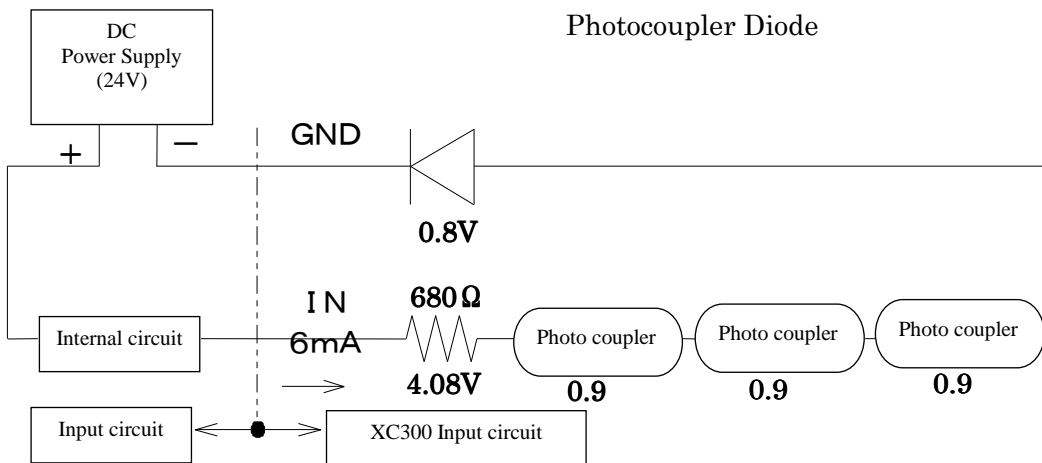 Photocoupler Diode
DC
Power Supply
(24V)
+
−
GND
0.8V
IN
6mA
680Ω
4.08V
Internal circuit
Photo coupler
Photo coupler
Photo coupler
0.9
0.9
0.9
Input circuit
XC300 Input circuit